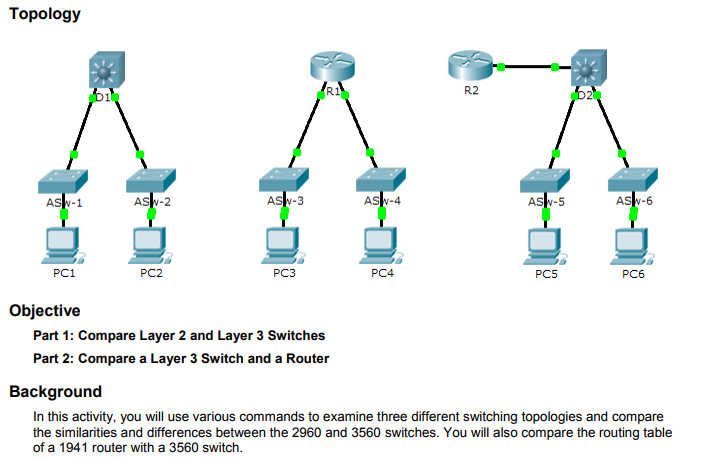 Topology
D1
R1
R2
D2
ASw-1
ASw-2
ASw-3
ASw-4
ASw-5
ASw-6
PC1
PC2
PC3
PC4
PC5
PC6
Objective
Part 1: Compare Layer 2 and Layer 3 Switches
Part 2: Compare a Layer 3 Switch and a Router
Background
In this activity, you will use various commands to examine three different switching topologies and compare
the similarities and differences between the 2960 and 3560 switches. You will also compare the routing table
of a 1941 router with a 3560 switch.